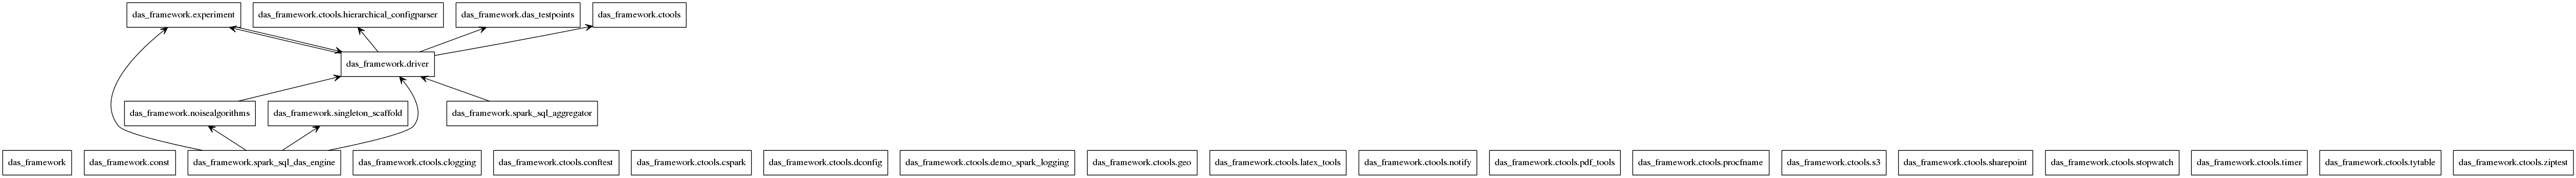 das_framework.experiment
das_framework.ctools.hierarchical_configparser
das_framework.das_testpoints
das_framework.ctools
das_framework.driver
das_framework.noisealgorithms
das_framework.singleton_scaffold
das_framework.spark_sql_aggregator
das_framework
das_framework.const
das_framework.spark_sql_das_engine
das_framework.ctools.clogging
das_framework.ctools.conftest
das_framework.ctools.cspark
das_framework.ctools.dconfig
das_framework.ctools.demo_spark_logging
das_framework.ctools.geo
das_framework.ctools.latex_tools
das_framework.ctools.notify
das_framework.ctools.pdf_tools
das_framework.ctools.procfname
das_framework.ctools.s3
das_framework.ctools.sharepoint
das_framework.ctools.stopwatch
das_framework.ctools.timer
das_framework.ctools.tytable
das_framework.ctools.ziptest